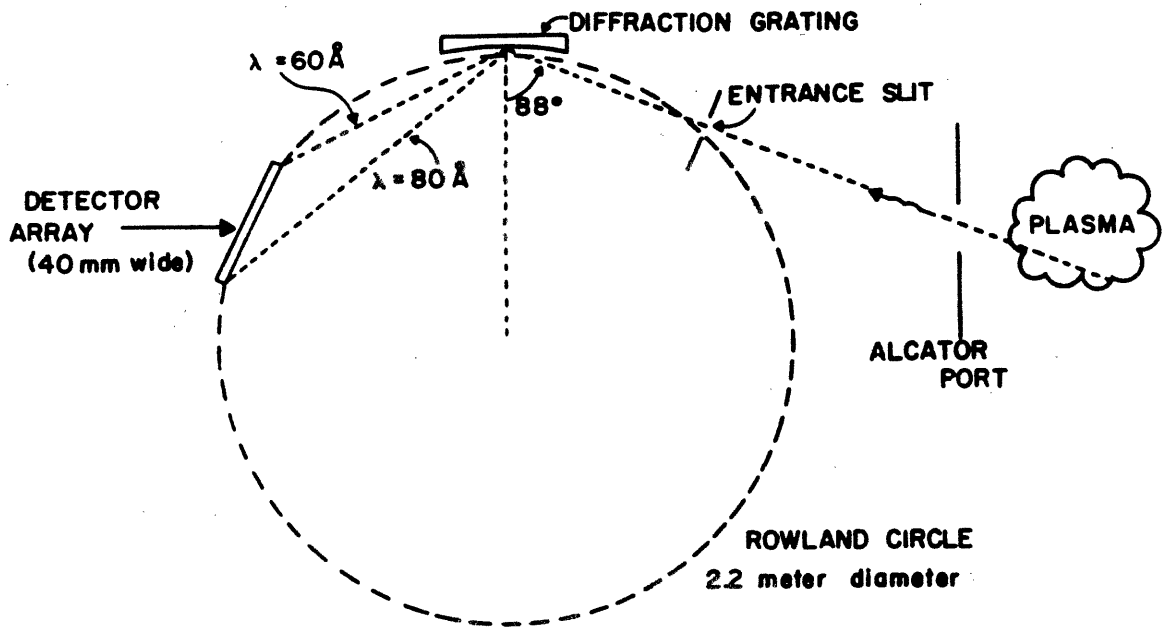 DIFFRACTION GRATING
λ = 60 Å
88°
ENTRANCE SLIT
λ = 80 Å
DETECTOR
ARRAY
(40 mm wide)
PLASMA
ALCATOR
PORT
ROWLAND CIRCLE
2.2 meter diameter